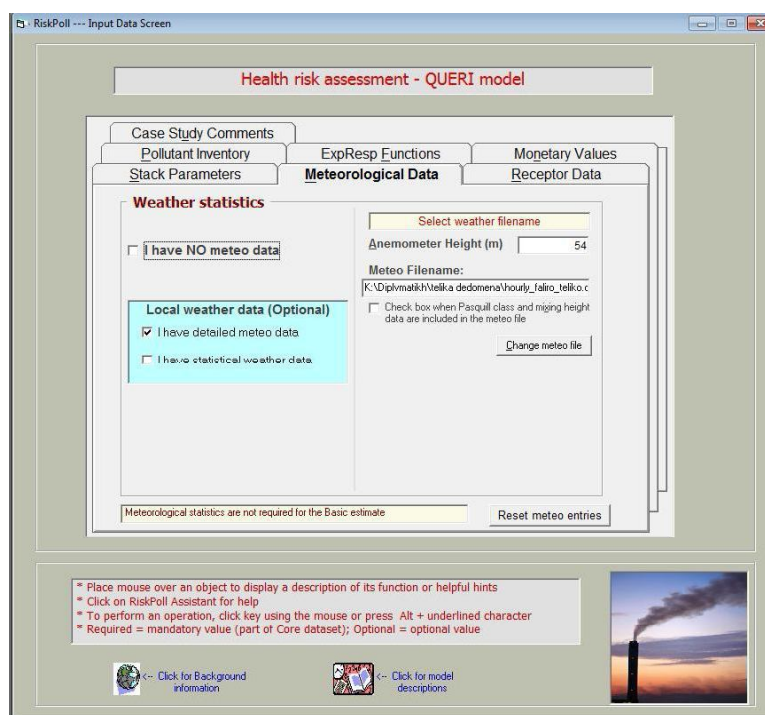 RiskPoll --- Input Data Screen
Health risk assessment - QUERI model
Case Study Comments
Pollutant Inventory
ExpResp Functions
Monetary Values
Stack Parameters
Meteorological Data
Receptor Data
Weather statistics
I have NO meteo data
Local weather data (Optional)
I have detailed meteo data
I have statistical weather data
Select weather filename
Anemometer Height (m)
54
Meteo Filename:
K:\Diplvmatikh\telika dedomena\hourly_faliro_teliko.c
Check box when Pasquill class and mixing height
data are included in the meteo file
Change meteo file
Meteorological statistics are not required for the Basic estimate
Reset meteo entries
* Place mouse over an object to display a description of its function or helpful hints
* Click on RiskPoll Assistant for help
* To perform an operation, click key using the mouse or press Alt + underlined character
* Required = mandatory value (part of Core dataset); Optional = optional value
<-- Click for Background
information
<-- Click for model
descriptions